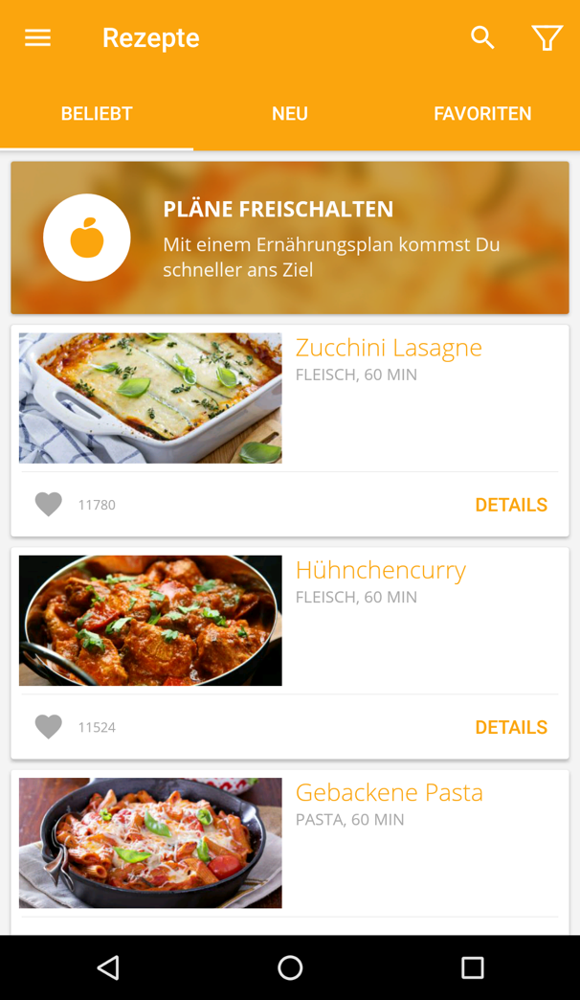 Rezepte
BELIEBT
NEU
FAVORITEN
PLÄNE FREISCHALTEN
Mit einem Ernährungsplan kommst Du
schneller ans Ziel
Zucchini Lasagne
FLEISCH, 60 MIN
11780
DETAILS
Hühnchencurry
FLEISCH, 60 MIN
11524
DETAILS
Gebackene Pasta
PASTA, 60 MIN